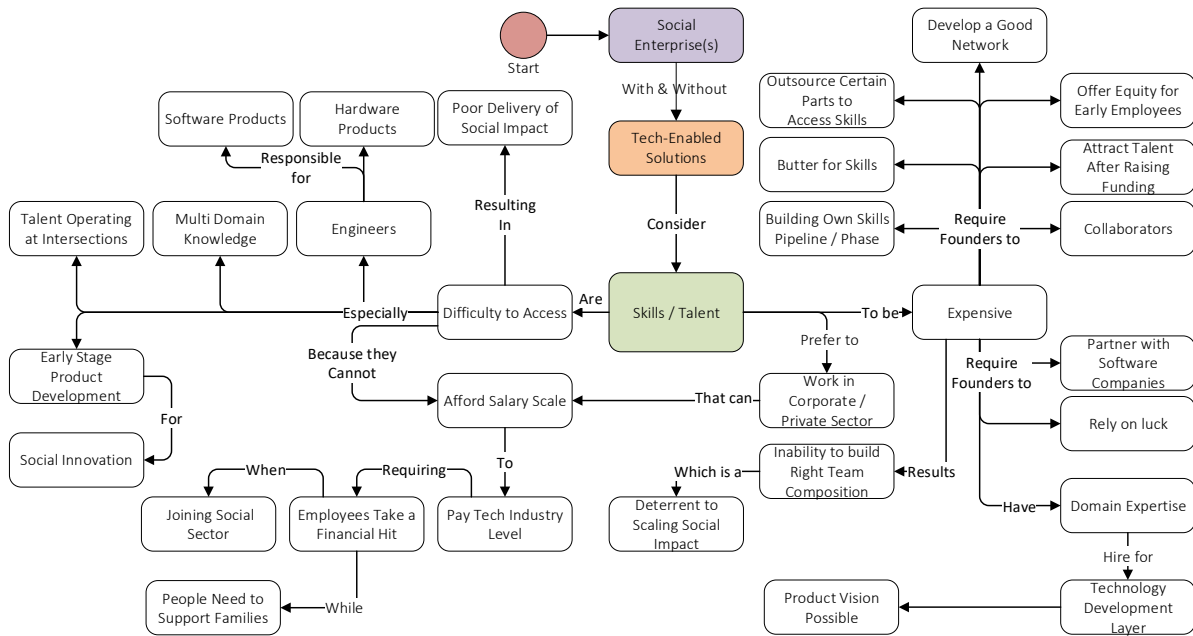 Start
Social
Enterprise(s)
With & Without
Tech-Enabled
Solutions
Consider
Skills / Talent
Develop a Good
Network
Outsource Certain
Parts to
Access Skills
Offer Equity for
Early Employees
Butter for Skills
Attract Talent
After Raising
Funding
Building Own Skills
Pipeline / Phase
Collaborators
Require
Founders to
Software Products
Hardware
Products
Poor Delivery of
Social Impact
Responsible
for
Resulting
In
Talent Operating
at Intersections
Multi Domain
Knowledge
Engineers
Especially
Difficulty to Access
Are
To be
Expensive
Prefer to
Because they
Cannot
Early Stage
Product
Development
For
Social Innovation
Afford Salary Scale
That can
Work in
Corporate /
Private Sector
Require
Founders to
Partner with
Software
Companies
Rely on luck
To
Requiring
When
Joining Social
Sector
Employees Take a
Financial Hit
Pay Tech Industry
Level
While
People Need to
Support Families
Results
Inability to build
Right Team
Composition
Which is a
Deterrent to
Scaling Social
Impact
Have
Domain Expertise
Hire for
Technology
Development
Layer
Product Vision
Possible